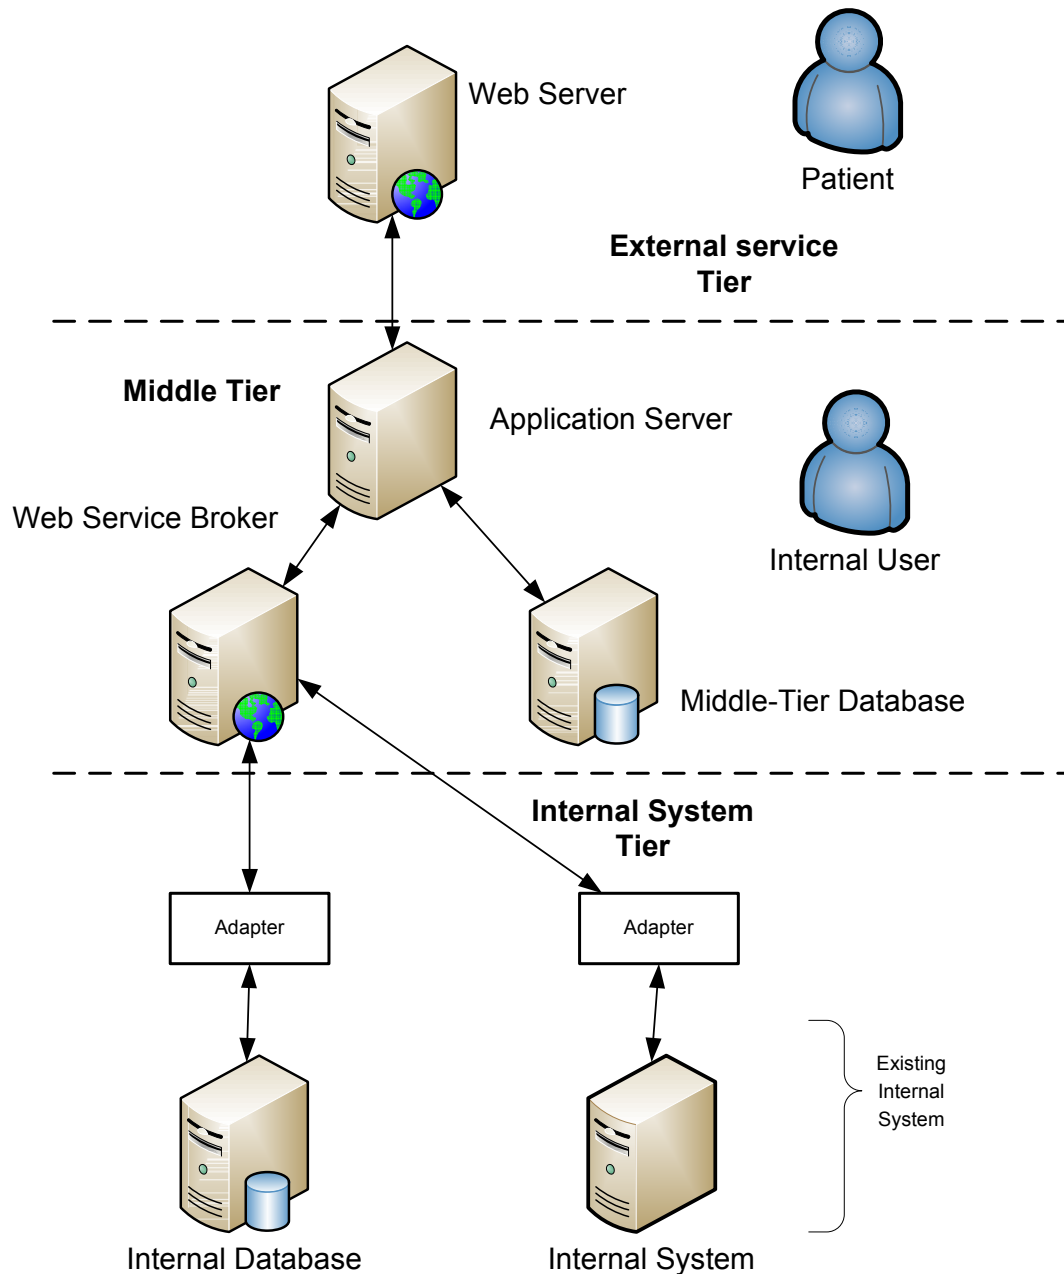 Web Server
Patient
External service
Tier
Middle Tier
Application Server
Web Service Broker
Internal User
Middle-Tier Database
Internal System
Tier
Adapter
Adapter
Existing
Internal
System
Internal Database
Internal System